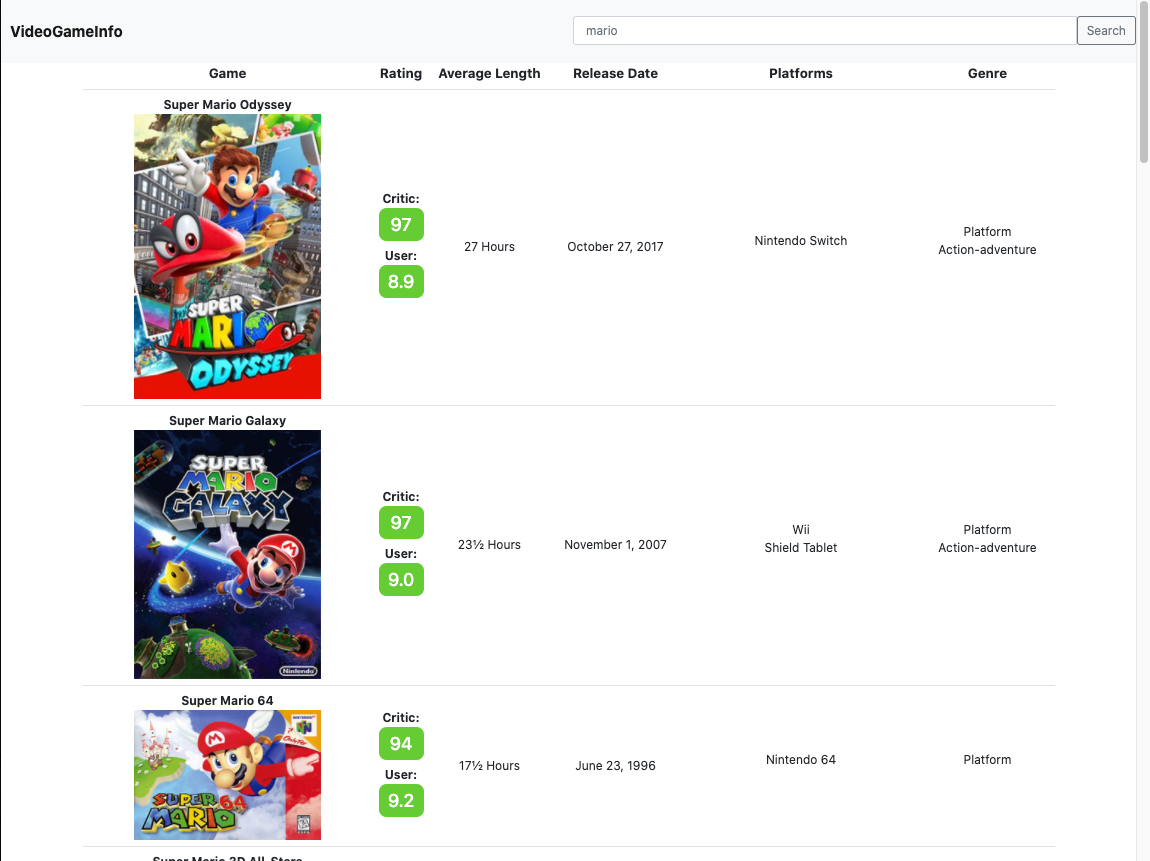 VideoGameInfo
mario
Search
Game Rating Average Length Release Date Platforms Genre
Super Mario Odyssey
SUPER
MARIO
ODYSSEY
Critic:
97
User:
8.9
27 Hours
October 27, 2017
Nintendo Switch
Platform
Action-adventure
Super Mario Galaxy
SUPER
MARIO
GALAXY
Nintendo
Critic:
97
User:
9.0
23½ Hours
November 1, 2007
Wii
Shield Tablet
Platform
Action-adventure
Super Mario 64
SUPER
MARIO 64
Critic:
94
User:
9.2
17½ Hours
June 23, 1996
Nintendo 64
Platform
Super Mario 3D All-Stars